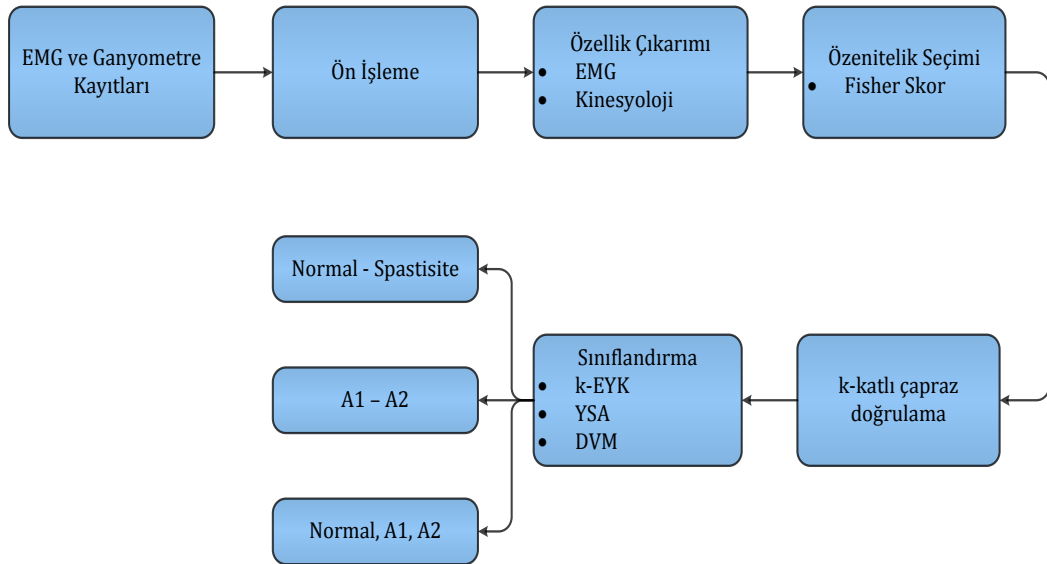 EMG ve Ganyometre
Kayıtları
Ön İşleme
Özellik Çıkarımı
• EMG
• Kinesyoloji
Özenitelik Seçimi
• Fisher Skor
Normal - Spastisite
A1 – A2
Normal, A1, A2
Sınıflandırma
• k-EYK
• YSA
• DVM
k-katlı çapraz
doğrulama